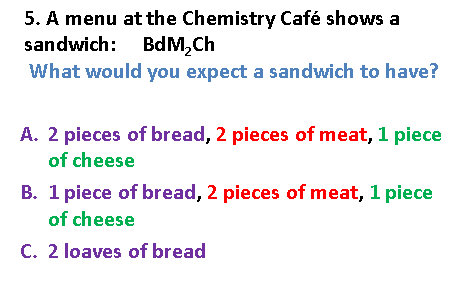 5. A menu at the Chemistry Café shows a
sandwich: BdM₂Ch
What would you expect a sandwich to have?
A. 2 pieces of bread, 2 pieces of meat, 1 piece
of cheese
B. 1 piece of bread, 2 pieces of meat, 1 piece
of cheese
C. 2 loaves of bread